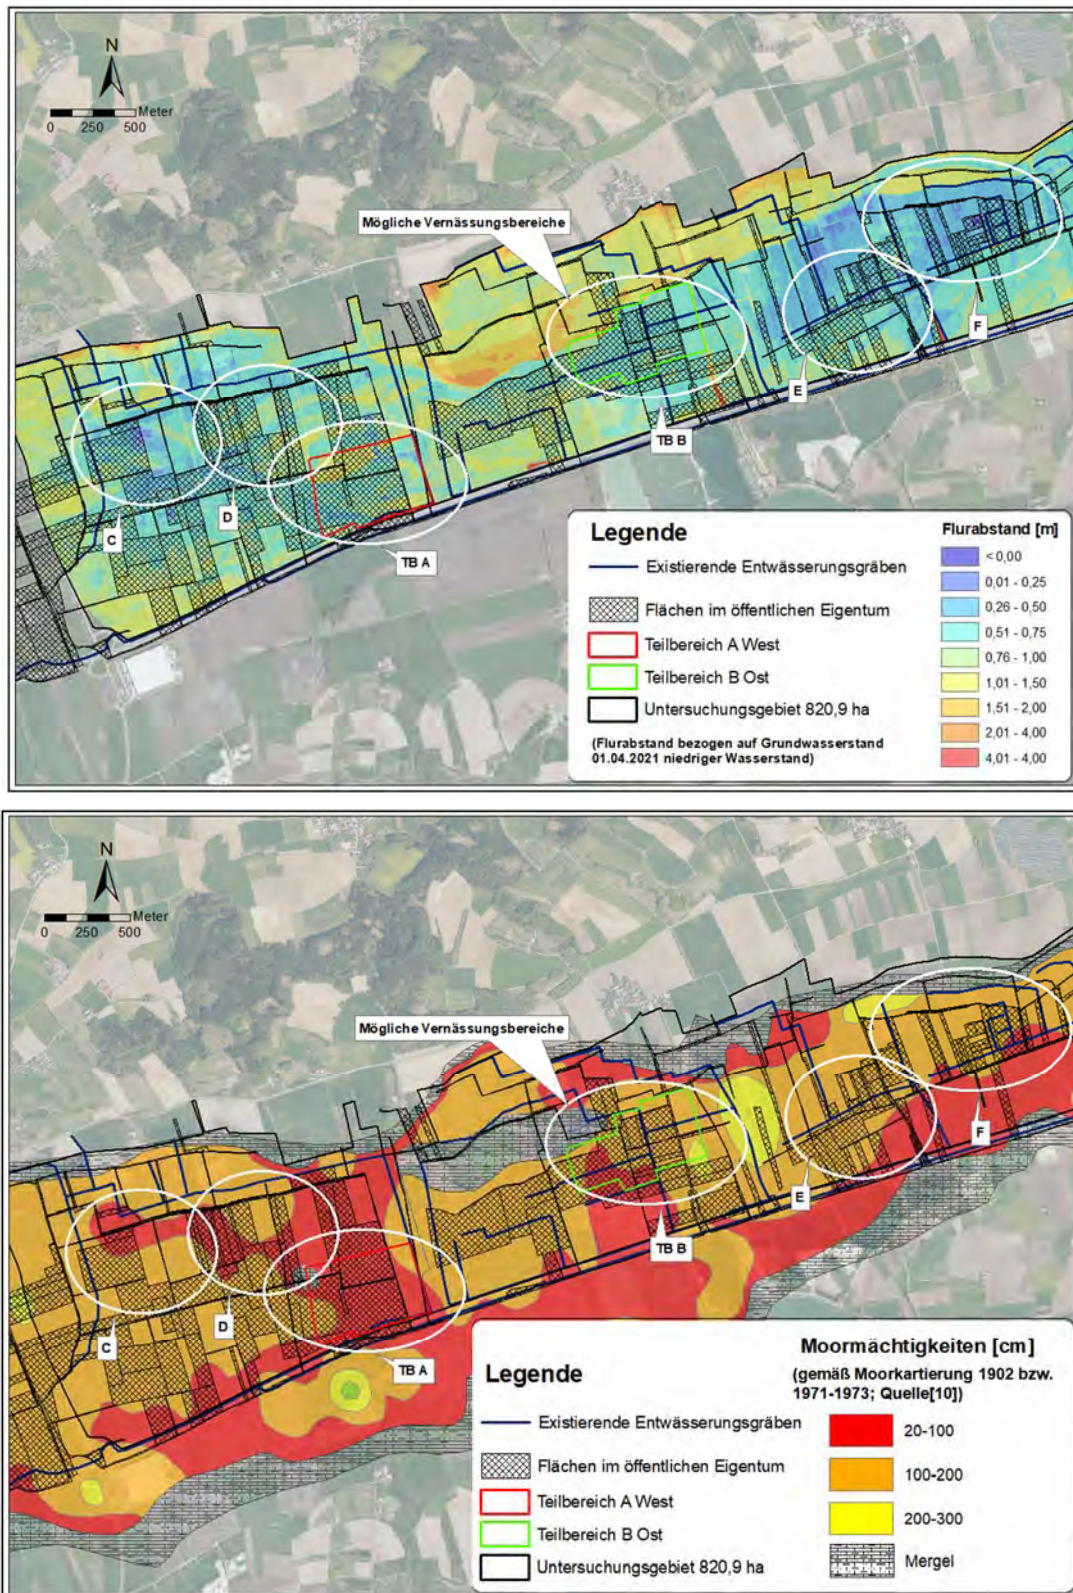 N
Meter
0 250 500
Mögliche Vernässungsbereiche
F
E
TB B
C
D
TB A
Legende
Existierende Entwässerungsgräben
Flächen im öffentlichen Eigentum
Teilbereich A West
Teilbereich B Ost
Untersuchungsgebiet 820,9 ha
(Flurabstand bezogen auf Grundwasserstand
01.04.2021 niedriger Wasserstand)
Flurabstand [m]
< 0,00
0,01 - 0,25
0,26 - 0,50
0,51 - 0,75
0,76 - 1,00
1,01 - 1,50
1,51 - 2,00
2,01 - 4,00
4,01 - 4,00
N
Meter
0 250 500
Mögliche Vernässungsbereiche
F
E
TB B
C
D
TB A
Legende
Existierende Entwässerungsgräben
Flächen im öffentlichen Eigentum
Teilbereich A West
Teilbereich B Ost
Untersuchungsgebiet 820,9 ha
Moormächtigkeiten [cm]
(gemäß Moorkartierung 1902 bzw.
1971-1973; Quelle[10])
20-100
100-200
200-300
Mergel